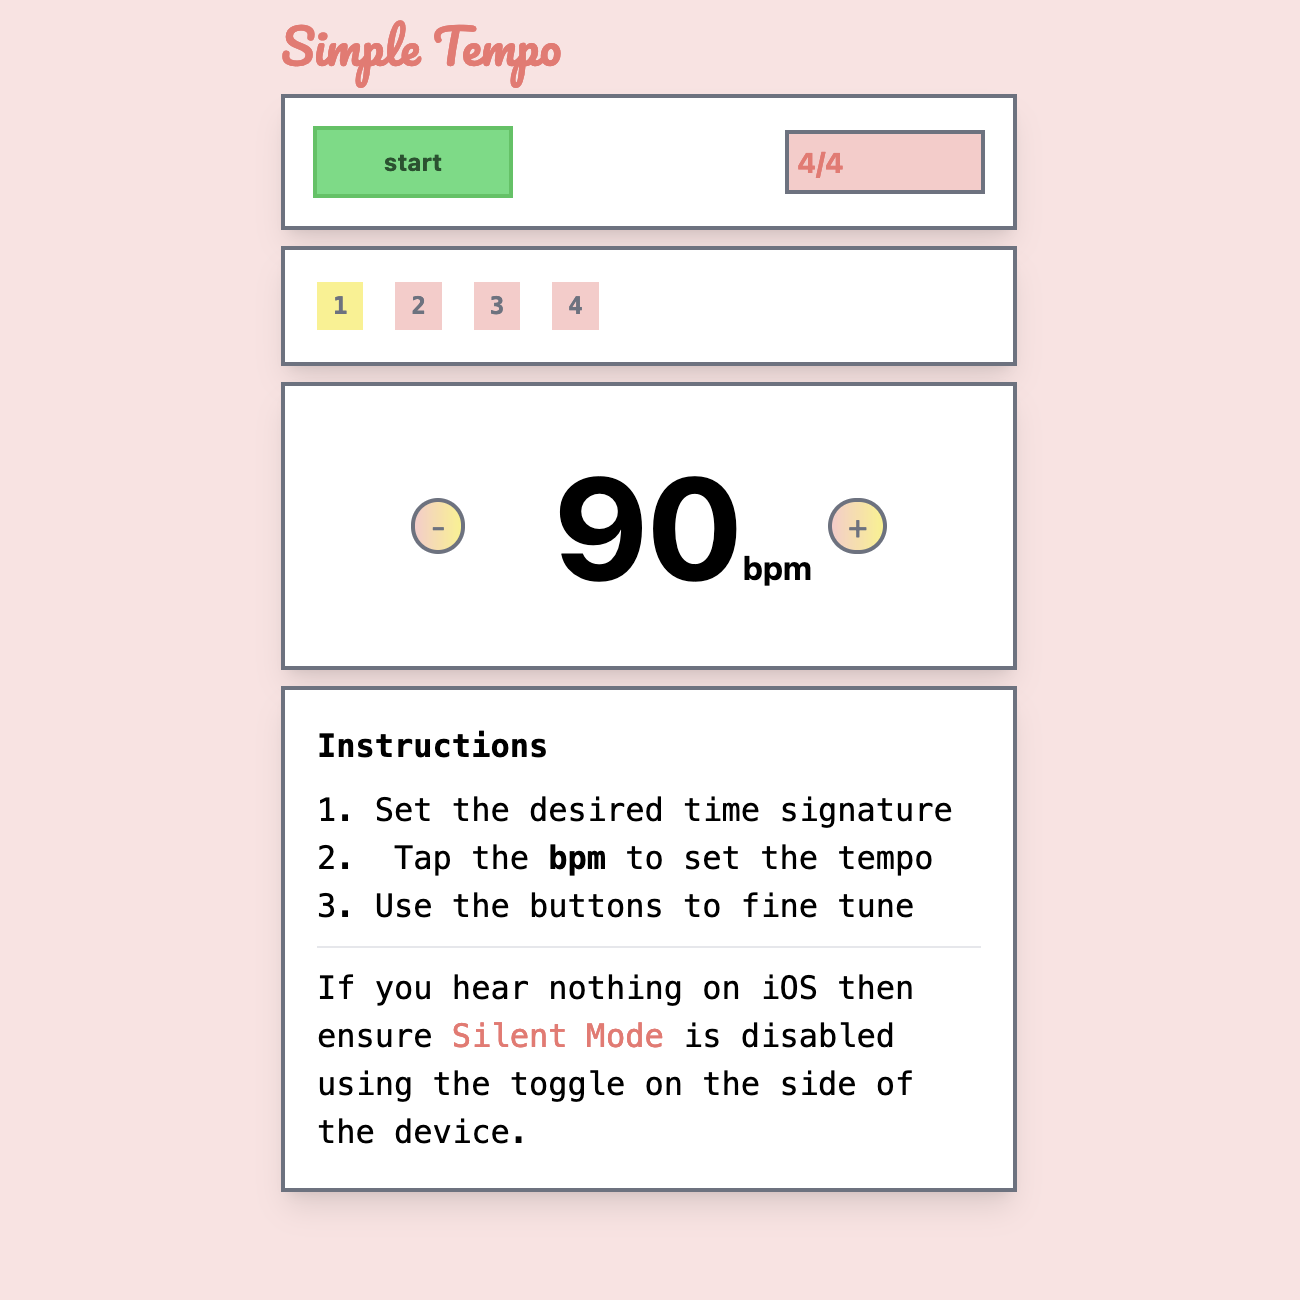 Simple Tempo
start
4/4
1 2 3 4
- 90 bpm +
Instructions
1. Set the desired time signature
2. Tap the bpm to set the tempo
3. Use the buttons to fine tune
If you hear nothing on iOS then
ensure Silent Mode is disabled
using the toggle on the side of
the device.